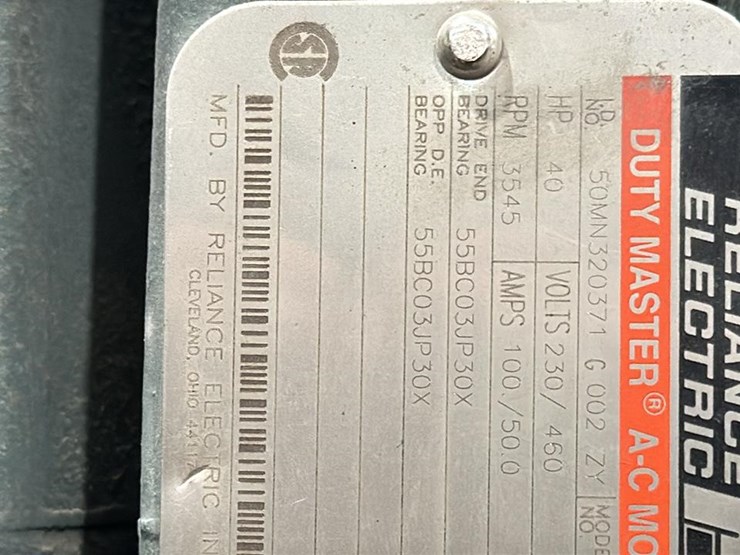 RELIANCE
ELECTRIC
DUTY MASTER® A-C MO
I.D. NO. 50MN320371 G 002 ZY MODE NO.
HP 40 VOLTS 230/460
RPM 3545 AMPS 100./50.0
DRIVE END BEARING 55BC03JP30X
OPP D.E. BEARING 55BC03JP30X
MFD. BY RELIANCE ELECTRIC IN
CLEVELAND, OHIO 4411